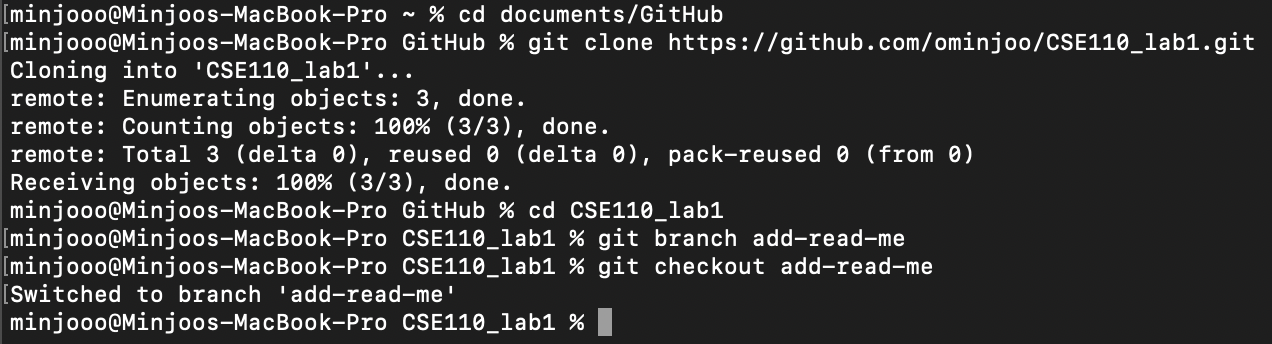 [minjooo@Minjoos-MacBook-Pro ~ % cd documents/GitHub
[minjooo@Minjoos-MacBook-Pro GitHub % git clone https://github.com/ominjoo/CSE110_lab1.git
Cloning into 'CSE110_lab1'...
remote: Enumerating objects: 3, done.
remote: Counting objects: 100% (3/3), done.
remote: Total 3 (delta 0), reused 0 (delta 0), pack-reused 0 (from 0)
Receiving objects: 100% (3/3), done.
minjooo@Minjoos-MacBook-Pro GitHub % cd CSE110_lab1
[minjooo@Minjoos-MacBook-Pro CSE110_lab1 % git branch add-read-me
[minjooo@Minjoos-MacBook-Pro CSE110_lab1 % git checkout add-read-me
[Switched to branch 'add-read-me'
minjooo@Minjoos-MacBook-Pro CSE110_lab1 %